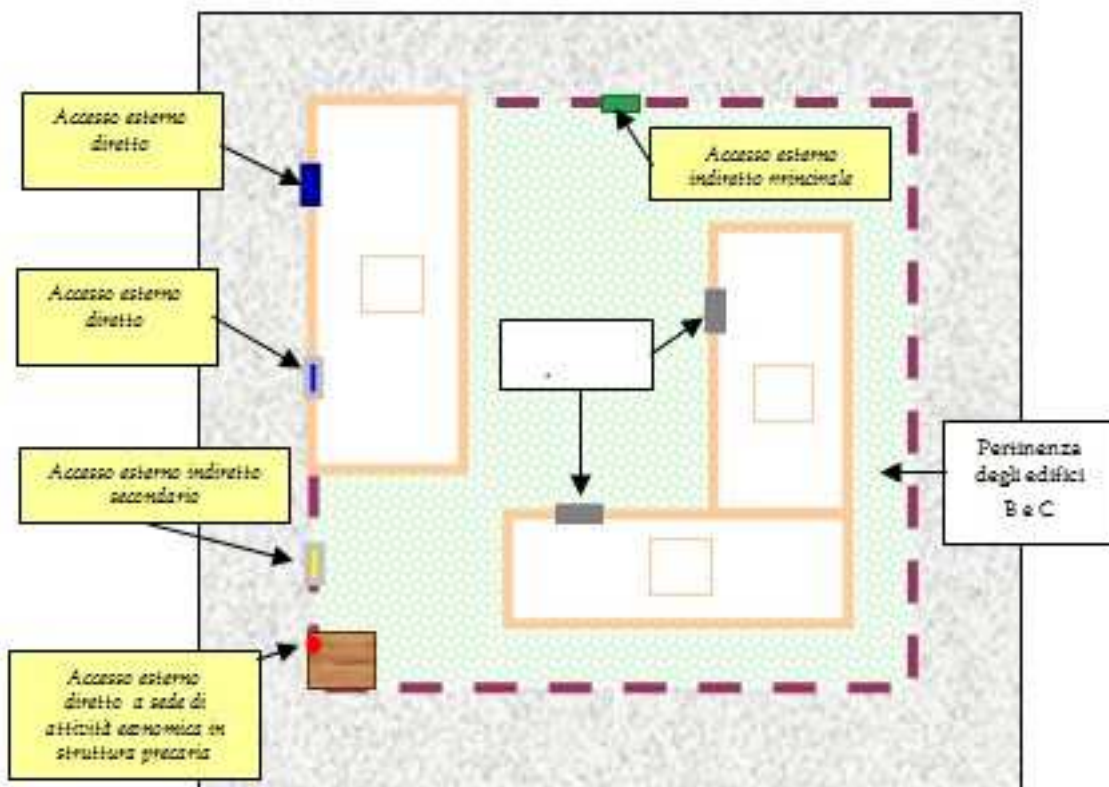 Accesso esterno
diretto
Accesso esterno
indiretto principale
Accesso esterno
diretto
Accesso esterno indiretto
secondario
Pertinenza
degli edifici
B e C
Accesso esterno
diretto a sede di
attività economica in
struttura precaria